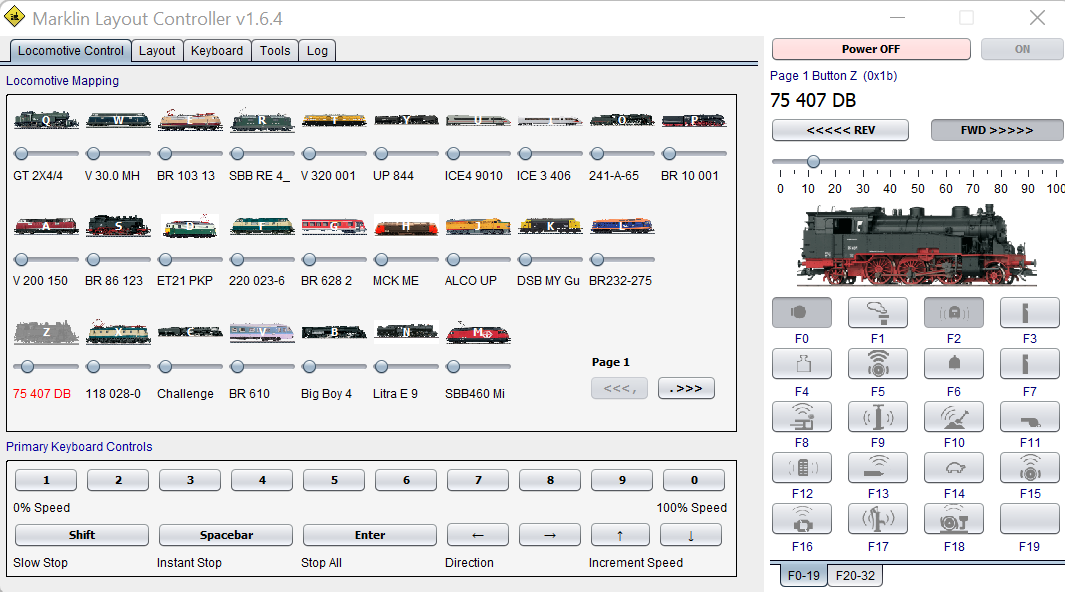 Marklin Layout Controller v1.6.4
Locomotive Control Layout Keyboard Tools Log
Locomotive Mapping
Q W E R T Y U I O P
GT 2X4/4 V 30.0 MH BR 103 13 SBB RE 4_ V 320 001 UP 844 ICE4 9010 ICE 3 406 241-A-65 BR 10 001
A S D F G H J K L
V 200 150 BR 86 123 ET21 PKP 220 023-6 BR 628 2 MCK ME ALCO UP DSB MY Gu BR232-275
Z X C V B N M
75 407 DB 118 028-0 Challenge BR 610 Big Boy 4 Litra E 9 SBB460 Mi
Page 1
<<<, .>>>
Primary Keyboard Controls
1 2 3 4 5 6 7 8 9 0
0% Speed 100% Speed
Shift Spacebar Enter ← → ↑ ↓
Slow Stop Instant Stop Stop All Direction Increment Speed
Power OFF ON
Page 1 Button Z (0x1b)
75 407 DB
<<<<< REV FWD >>>>>
0 10 20 30 40 50 60 70 80 90 100
F0 F1 F2 F3
F4 F5 F6 F7
F8 F9 F10 F11
F12 F13 F14 F15
F16 F17 F18 F19
F0-19 F20-32